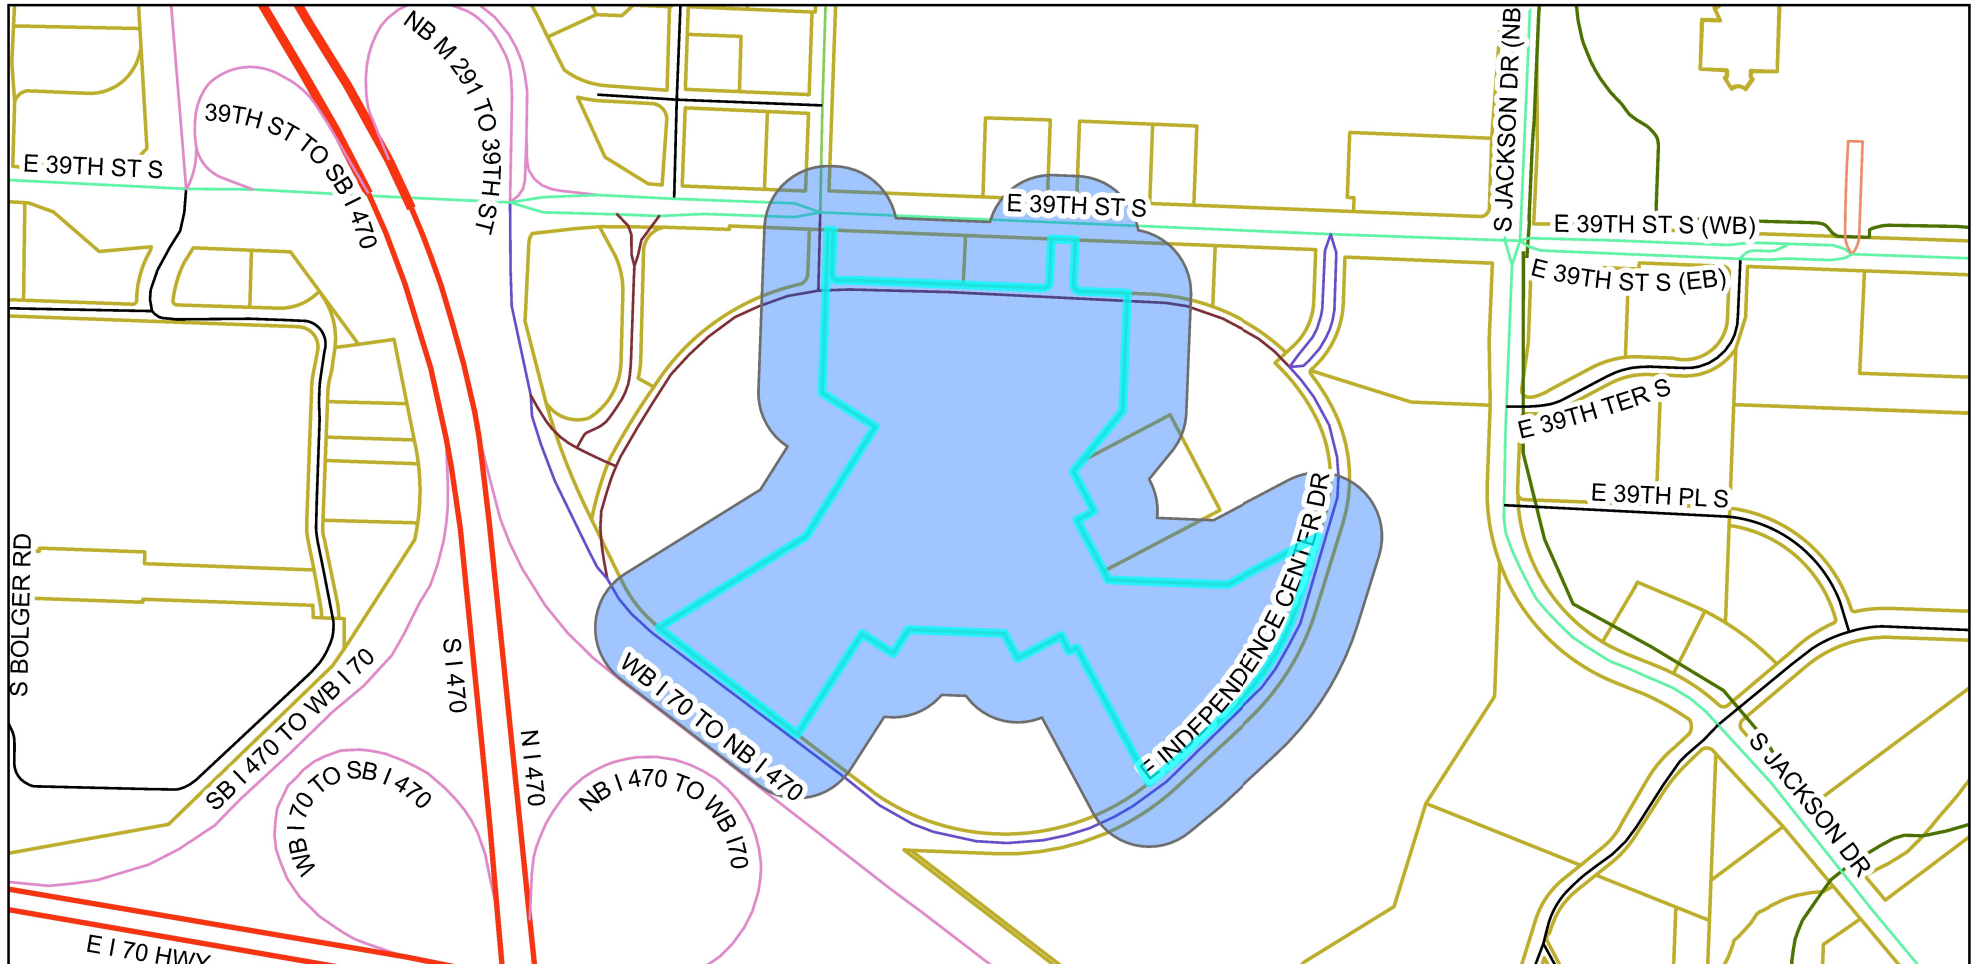 NB M 291 TO 39TH ST
S JACKSON DR (NB
39TH ST TO SB I 470
E 39TH ST S
E 39TH ST S
E 39TH ST S (WB)
E 39TH ST S (EB)
E 39TH TER S
E 39TH PL S
S BOLGER RD
E INDEPENDENCE CENTER DR
WB I 70 TO NB I 470
S I 470
N I 470
SB I 470 TO WB I 70
WB I 70 TO SB I 470
NB I 470 TO WB I70
S JACKSON DR
E I 70 HWY